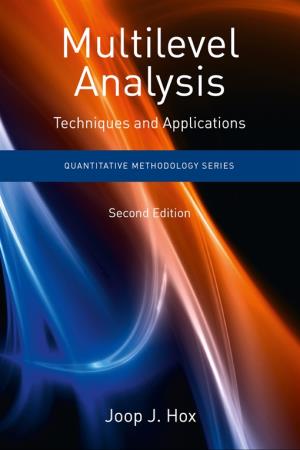 Multilevel
Analysis
Techniques and Applications
QUANTITATIVE METHODOLOGY SERIES
Second Edition
Joop J. Hox